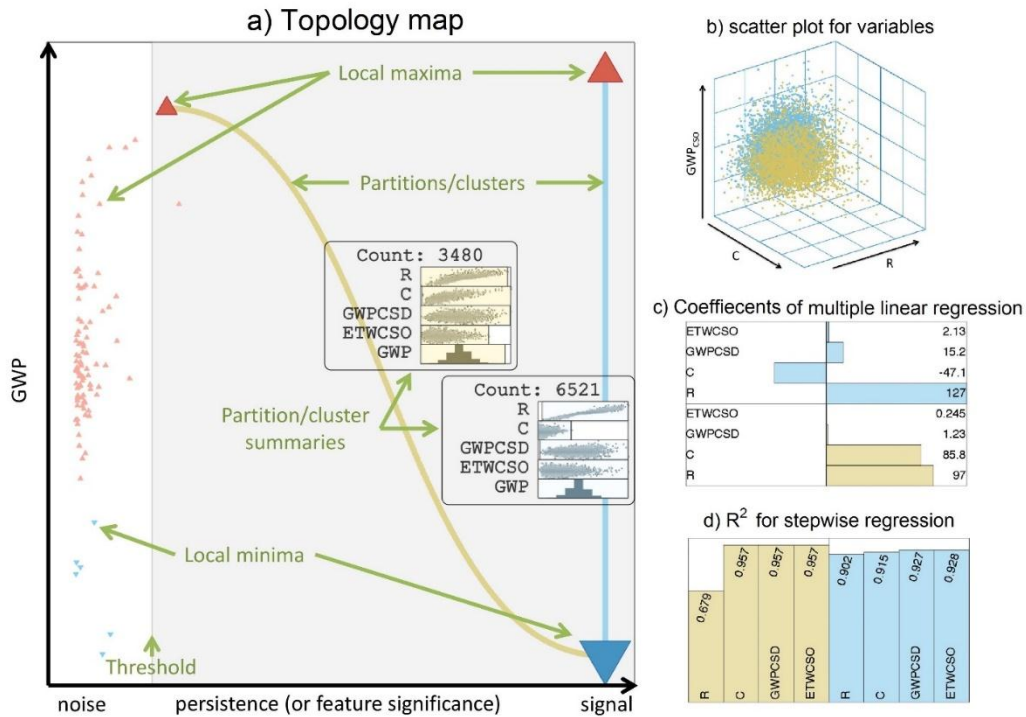 a) Topology map
Local maxima
Partitions/clusters
Count: 3480
R
C
GWPCSD
ETWCSO
GWP
Count: 6521
R
C
GWPCSD
ETWCSO
GWP
Partition/cluster
summaries
Local minima
Threshold
GWP
noise
persistence (or feature significance)
signal
b) scatter plot for variables
GWPCSO
C
R
c) Coeffiecents of multiple linear regression
ETWCSO 2.13
GWPCSD 15.2
C -47.1
R 127
ETWCSO 0.245
GWPCSD 1.23
C 85.8
R 97
d) R² for stepwise regression
0.679 0.957 0.957 0.957 0.902 0.915 0.927 0.928
R C GWPCSD ETWCSO R C GWPCSD ETWCSO